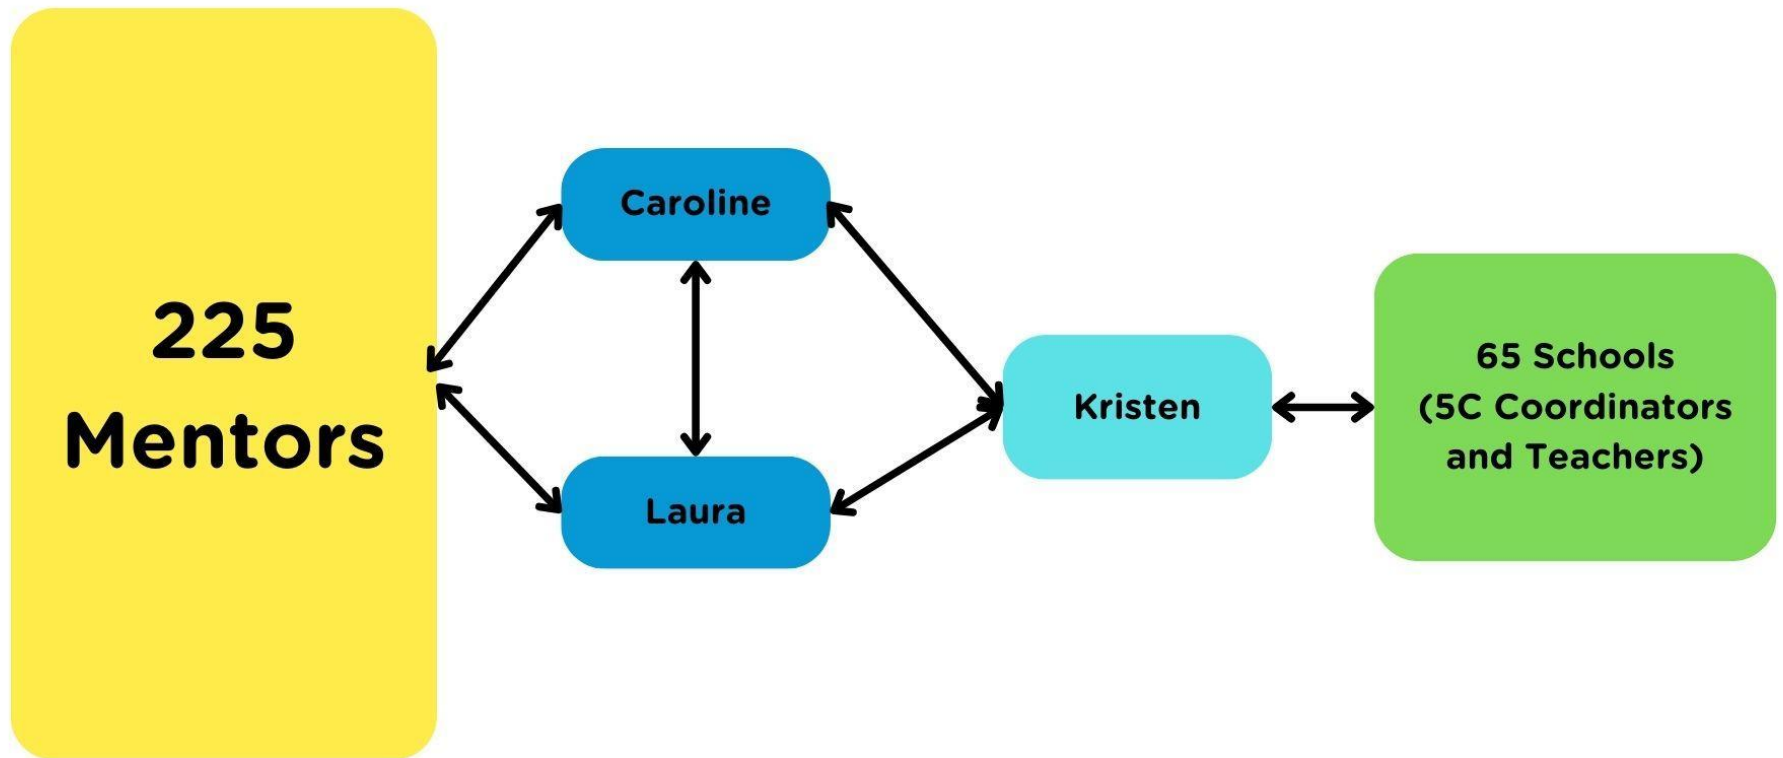 225
Mentors
Caroline
Laura
Kristen
65 Schools
(5C Coordinators
and Teachers)